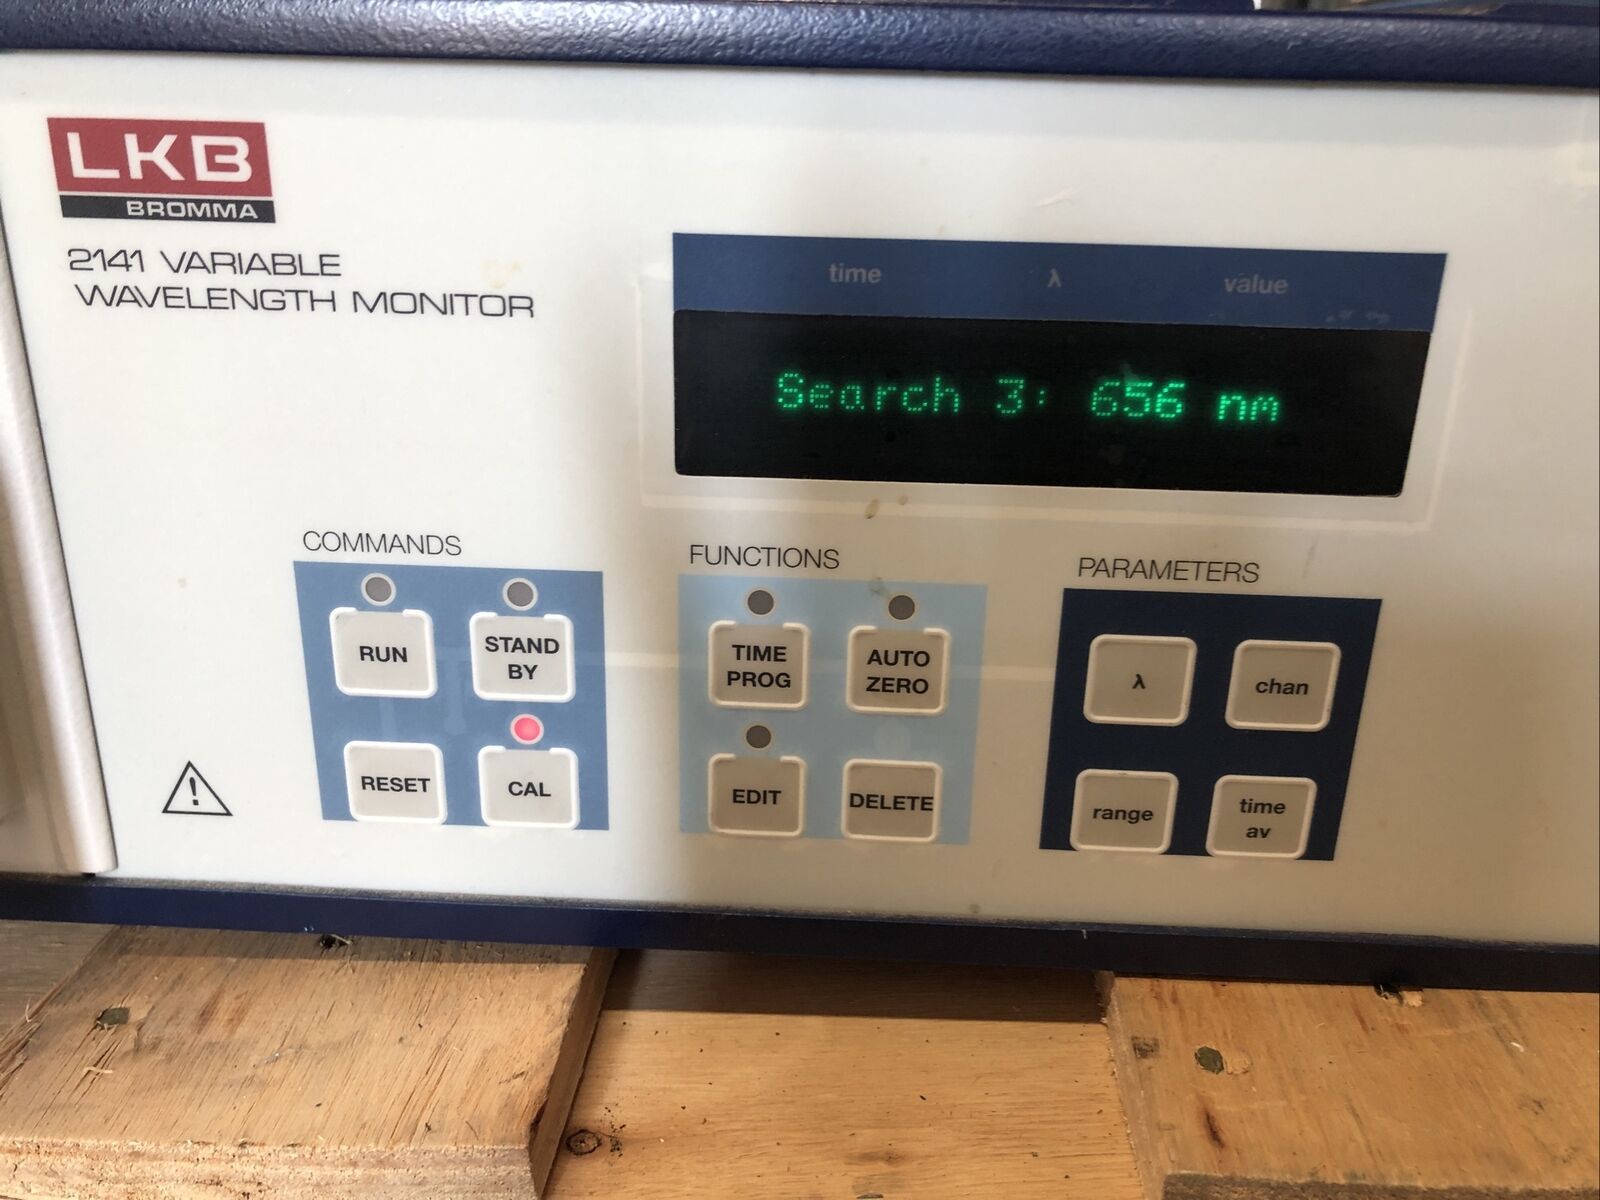 LKB
BROMMA
2141 VARIABLE
WAVELENGTH MONITOR
time λ value
Search 3: 656 nm
COMMANDS
RUN
STAND
BY
RESET
CAL
FUNCTIONS
TIME
PROG
AUTO
ZERO
EDIT
DELETE
PARAMETERS
λ
chan
range
time
av